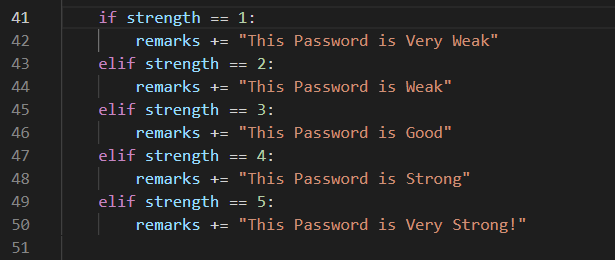 41 if strength == 1:
42 remarks += "This Password is Very Weak"
43 elif strength == 2:
44 remarks += "This Password is Weak"
45 elif strength == 3:
46 remarks += "This Password is Good"
47 elif strength == 4:
48 remarks += "This Password is Strong"
49 elif strength == 5:
50 remarks += "This Password is Very Strong!"
51